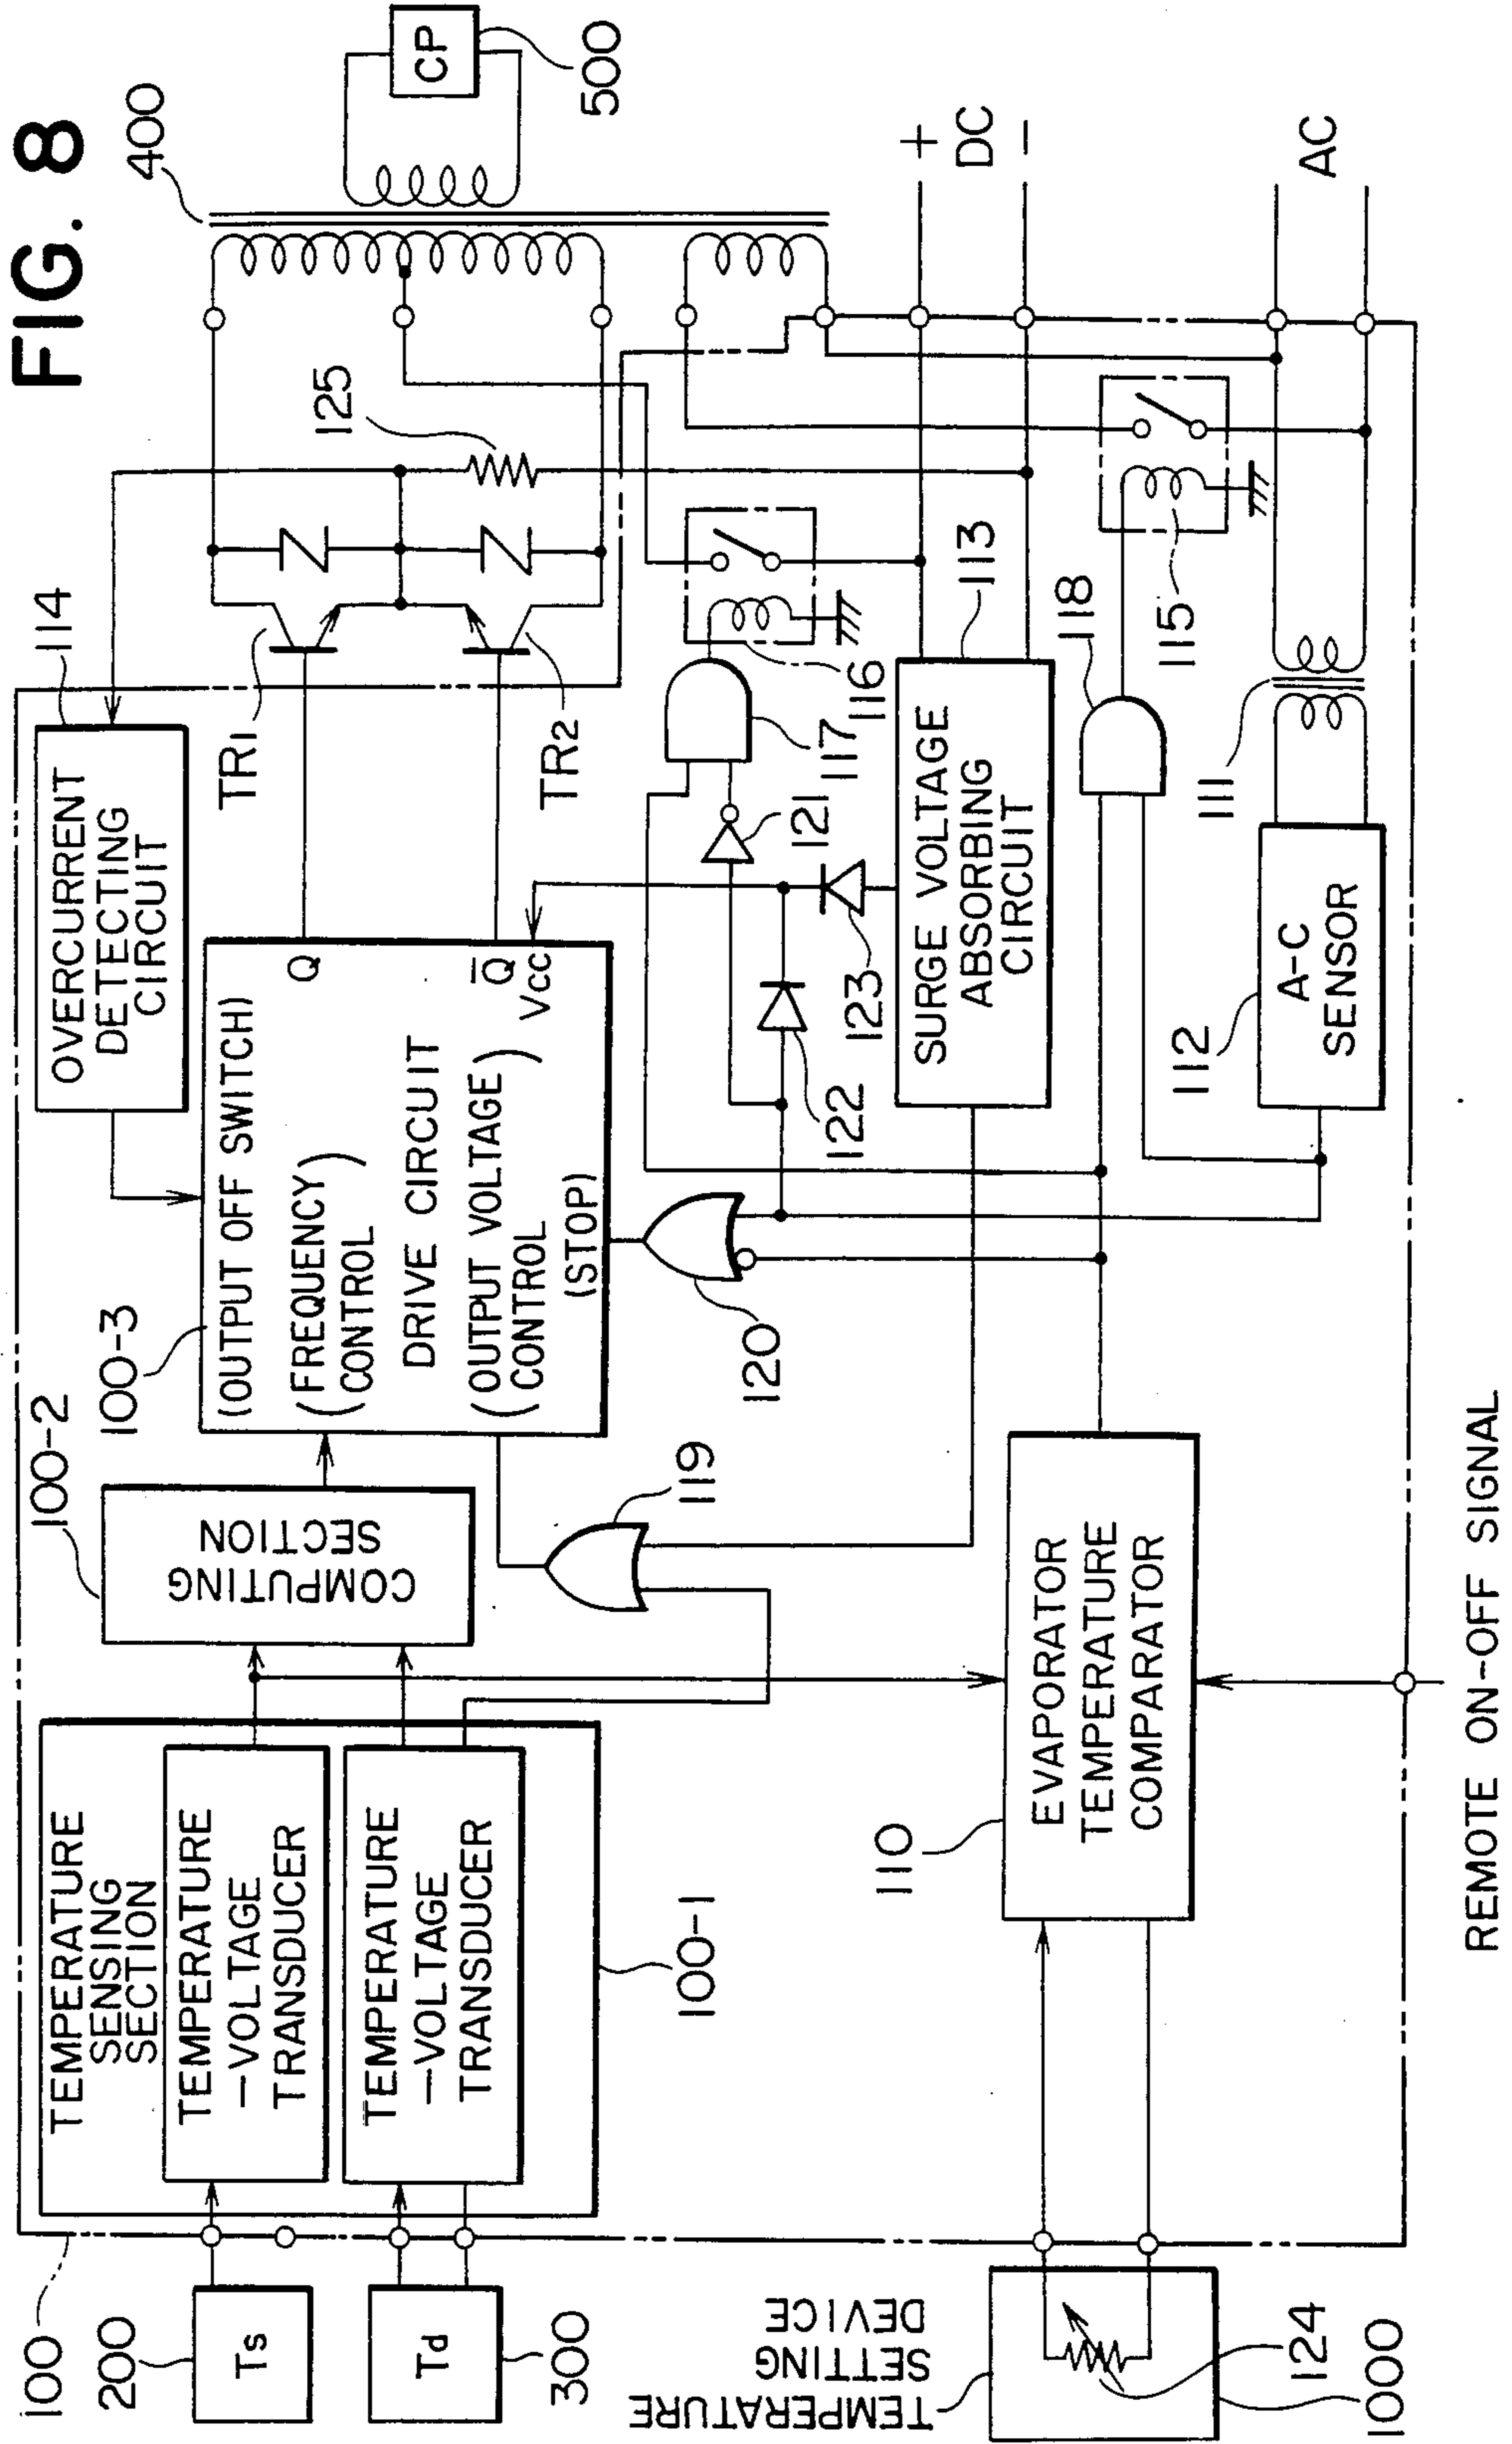 FIG. 8
400
CP
500
+
DC
−
AC
125
114
OVERCURRENT
DETECTING
CIRCUIT
TR1
TR2
116
117
121
113
SURGE VOLTAGE
ABSORBING
CIRCUIT
123
122
118
115
111
A-C
SENSOR
112
100-3
(OUTPUT OFF SWITCH)
(FREQUENCY)
CONTROL
DRIVE CIRCUIT
(OUTPUT VOLTAGE)
CONTROL
(STOP)
Q
Q̅
Vcc
120
100-2
COMPUTING
SECTION
119
TEMPERATURE
SENSING
SECTION
TEMPERATURE
-VOLTAGE
TRANSDUCER
TEMPERATURE
-VOLTAGE
TRANSDUCER
100-1
110
EVAPORATOR
TEMPERATURE
COMPARATOR
REMOTE ON-OFF SIGNAL
100
200
Ts
Td
300
TEMPERATURE
SETTING
DEVICE
124
1000